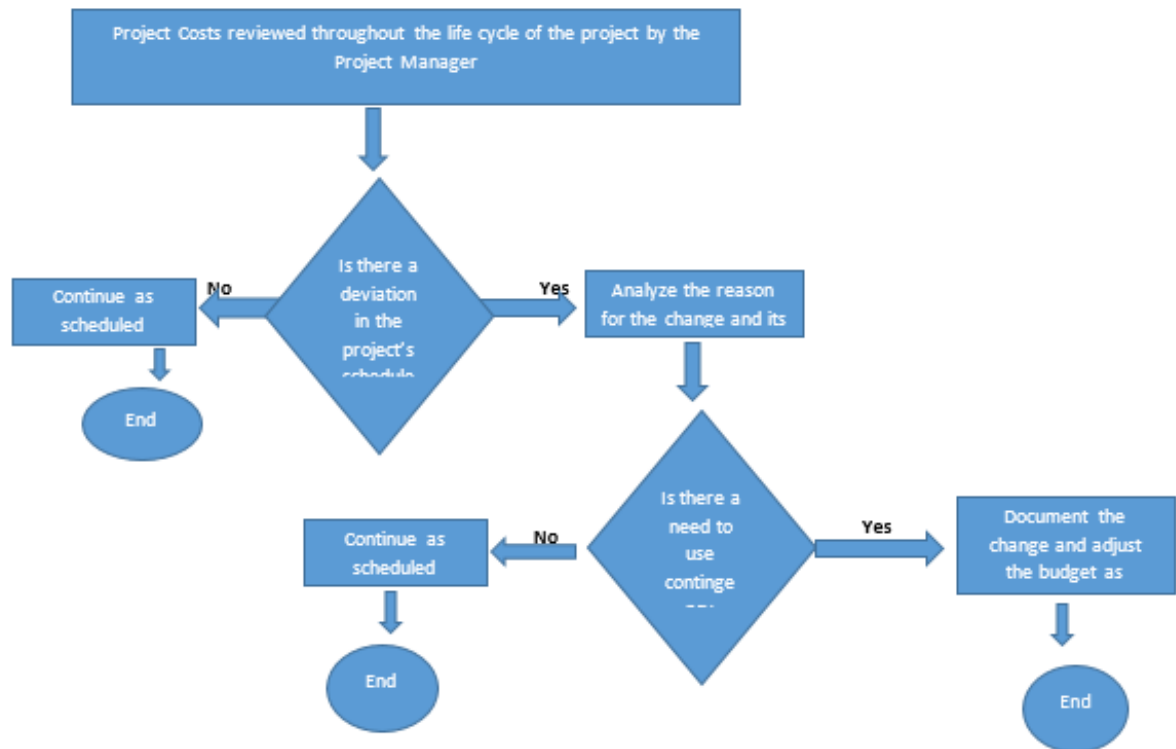 Project Costs reviewed throughout the life cycle of the project by the
Project Manager
Is there a
deviation
in the
project's
schedule
No
Continue as
scheduled
End
Yes
Analyze the reason
for the change and its
Is there a
need to
use
continge
No
Continue as
scheduled
End
Yes
Document the
change and adjust
the budget as
End